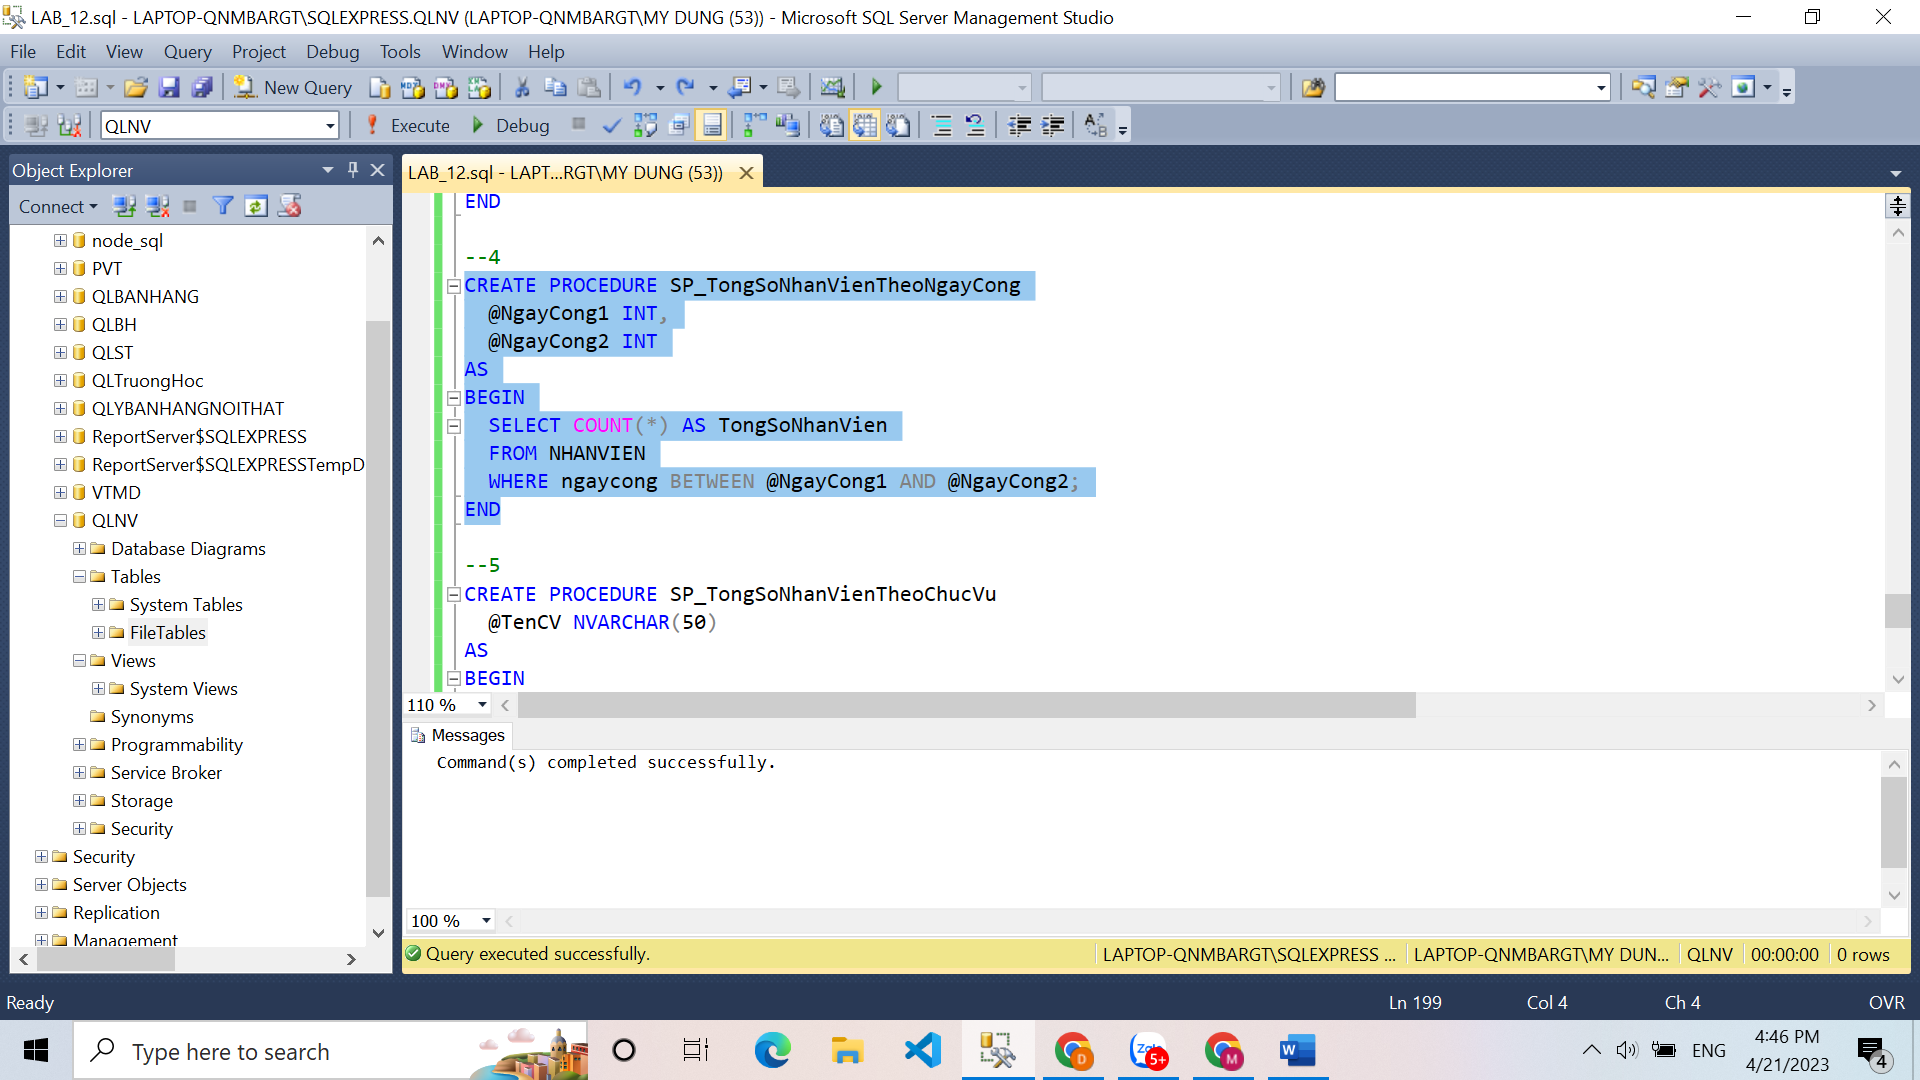 LAB_12.sql - LAPTOP-QNMBARGT\SQLEXPRESS.QLNV (LAPTOP-QNMBARGT\MY DUNG (53)) - Microsoft SQL Server Management Studio
File Edit View Query Project Debug Tools Window Help
New Query
QLNV Execute Debug
Object Explorer
Connect
node_sql
PVT
QLBANHANG
QLBH
QLST
QLTruongHoc
QLYBANHANGNOITHAT
ReportServer$SQLEXPRESS
ReportServer$SQLEXPRESSTempD
VTMD
QLNV
Database Diagrams
Tables
System Tables
FileTables
Views
System Views
Synonyms
Programmability
Service Broker
Storage
Security
Security
Server Objects
Replication
Management
LAB_12.sql - LAPT...RGT\MY DUNG (53))
END
--4
CREATE PROCEDURE SP_TongSoNhanVienTheoNgayCong
@NgayCong1 INT,
@NgayCong2 INT
AS
BEGIN
SELECT COUNT(*) AS TongSoNhanVien
FROM NHANVIEN
WHERE ngaycong BETWEEN @NgayCong1 AND @NgayCong2;
END
--5
CREATE PROCEDURE SP_TongSoNhanVienTheoChucVu
@TenCV NVARCHAR(50)
AS
BEGIN
110 %
Messages
Command(s) completed successfully.
100 %
Query executed successfully. LAPTOP-QNMBARGT\SQLEXPRESS ... LAPTOP-QNMBARGT\MY DUN... QLNV 00:00:00 0 rows
Ready Ln 199 Col 4 Ch 4 OVR
Type here to search
D
Zalo
5+
M
W
ENG
4:46 PM
4/21/2023
4